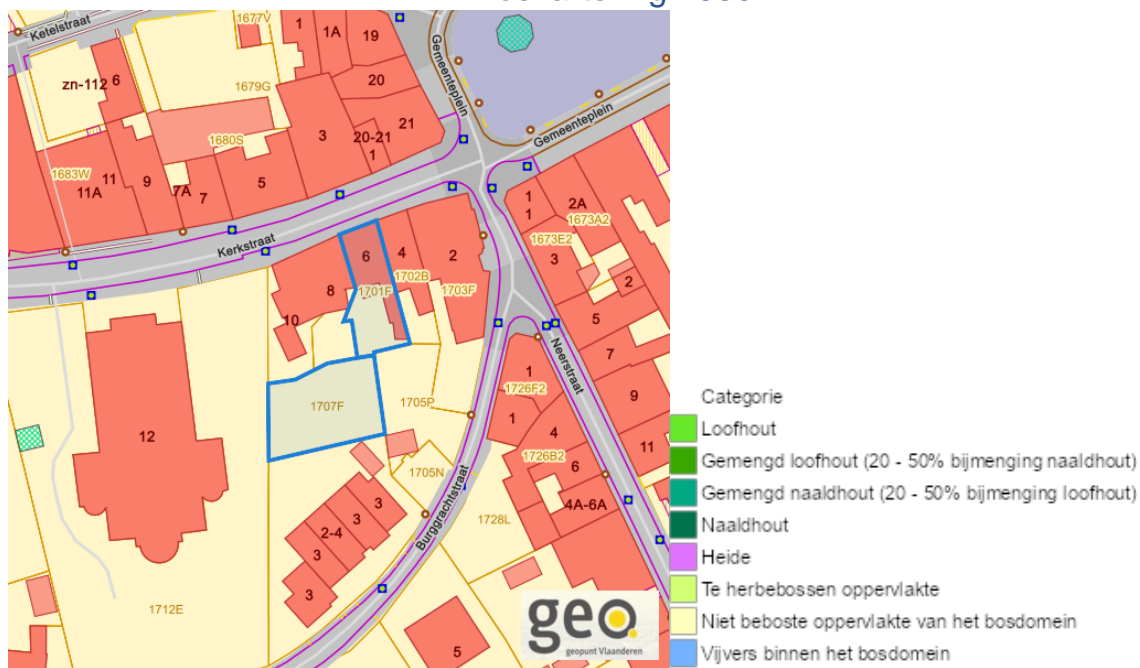 Ketelstraat
1677V
1
1A
19
Gemeenteplein
zn-112
6
1679G
20
20-21
21
1
3
Gemeenteplein
1680S
1683W
11A
11
9
7A
7
5
Kerkstraat
1
1
2A
1673A2
1673E2
3
2
5
7
9
11
6
4
2
1702B
1701F
1703F
8
10
Neerstraat
1707F
1705P
12
1
1726F2
1
4
1726B2
6
4A-6A
1705N
1728L
Burggrachtstraat
3
3
2-4
3
3
1712E
5
geo.
geopunt Vlaanderen
Categorie
Loofhout
Gemengd loofhout (20 - 50% bijmenging naaldhout)
Gemengd naaldhout (20 - 50% bijmenging loofhout)
Naaldhout
Heide
Te herbebossen oppervlakte
Niet beboste oppervlakte van het bosdomein
Vijvers binnen het bosdomein